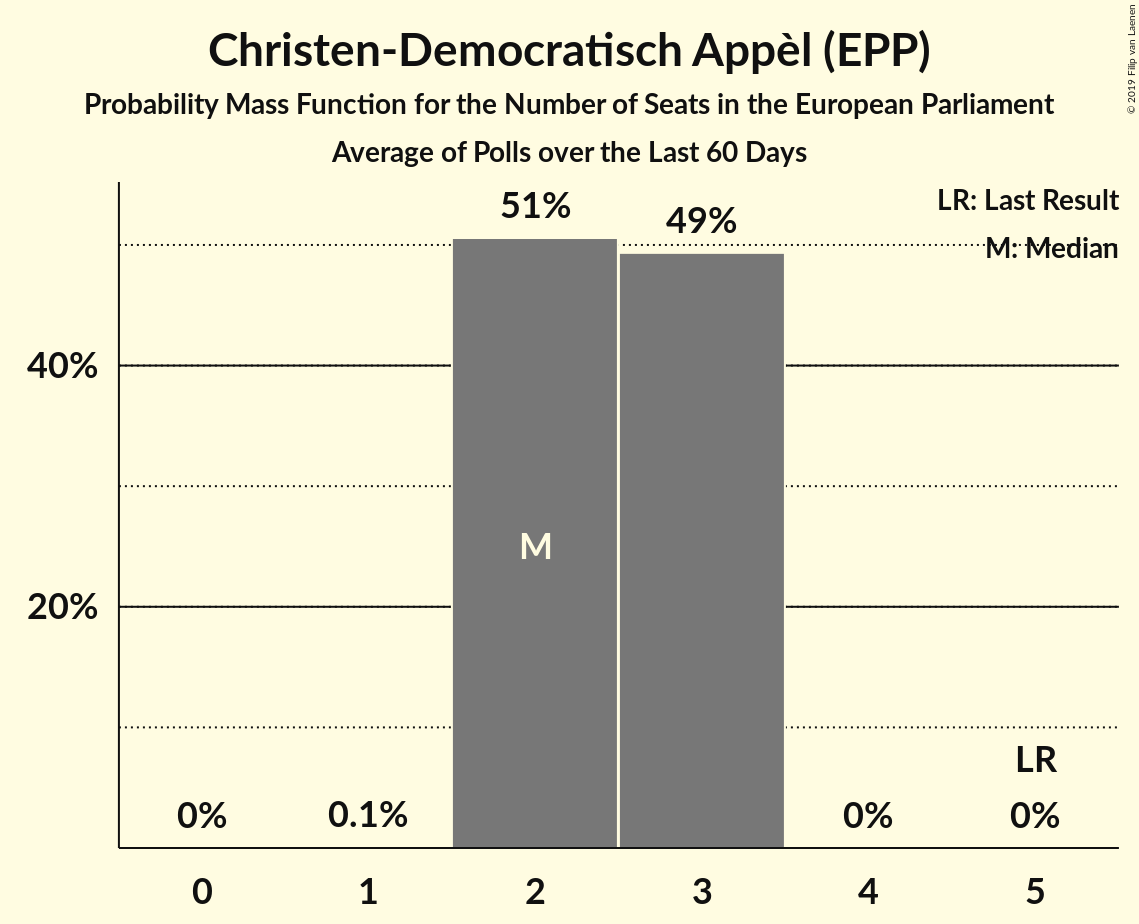 Christen-Democratisch Appèl (EPP)
Probability Mass Function for the Number of Seats in the European Parliament
Average of Polls over the Last 60 Days
© 2019 Filip van Laenen
LR: Last Result
M: Median
51%
49%
40%
20%
M
LR
0%
0.1%
0%
0%
0
1
2
3
4
5